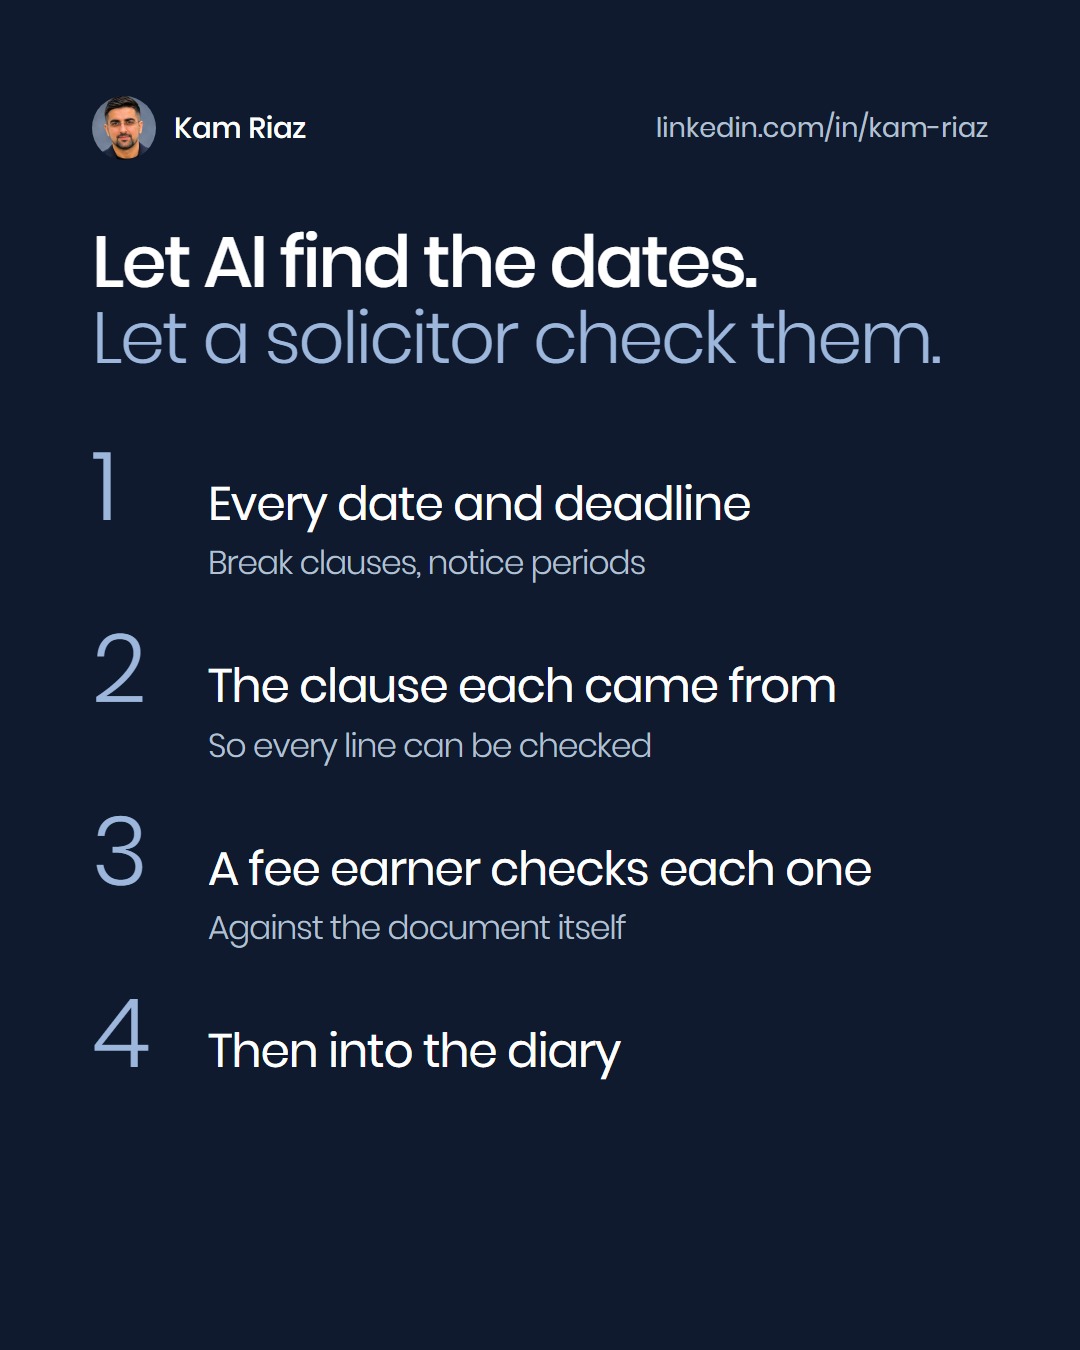 Kam Riaz
linkedin.com/in/kam-riaz
Let AI find the dates.
Let a solicitor check them.
1
Every date and deadline
Break clauses, notice periods
2
The clause each came from
So every line can be checked
3
A fee earner checks each one
Against the document itself
4
Then into the diary